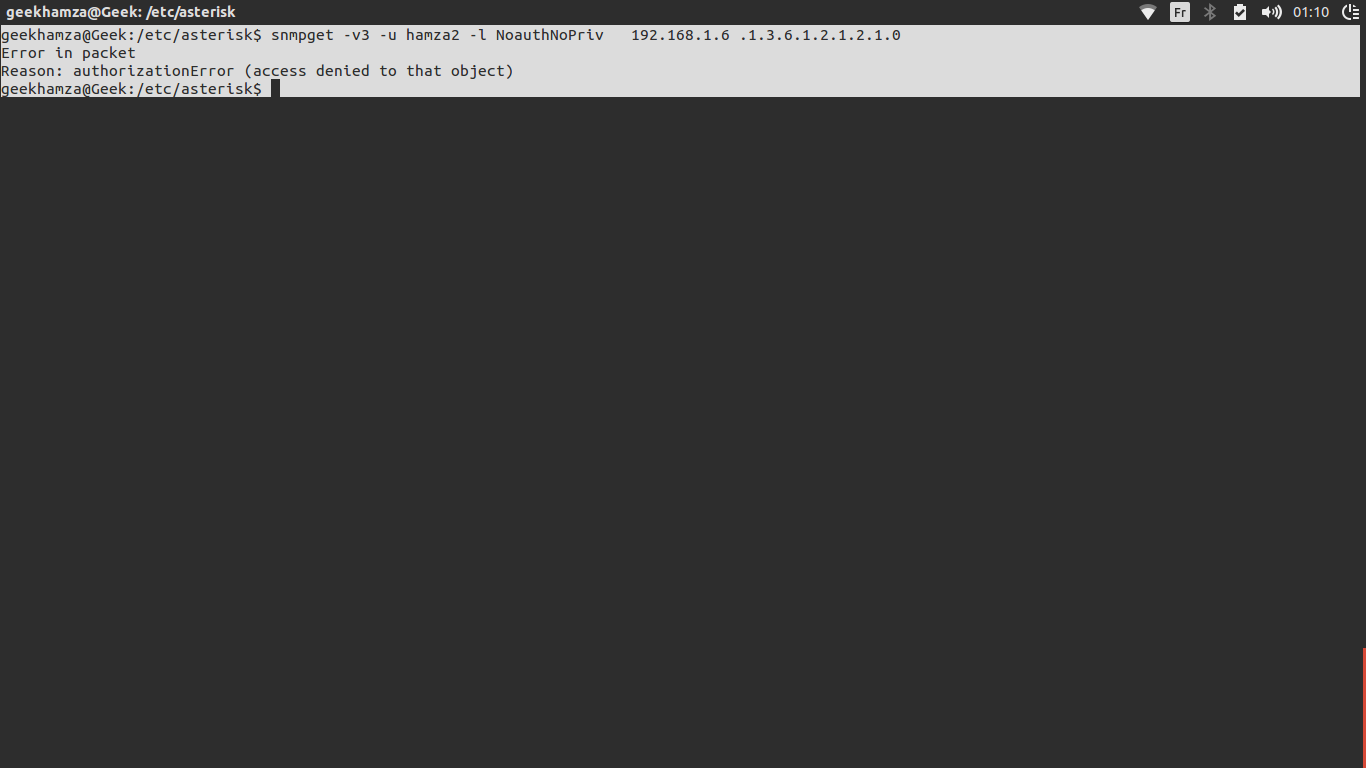 geekhamza@Geek: /etc/asterisk
Fr
01:10
geekhamza@Geek:/etc/asterisk$ snmpget -v3 -u hamza2 -l NoauthNoPriv   192.168.1.6 .1.3.6.1.2.1.2.1.0
Error in packet
Reason: authorizationError (access denied to that object)
geekhamza@Geek:/etc/asterisk$